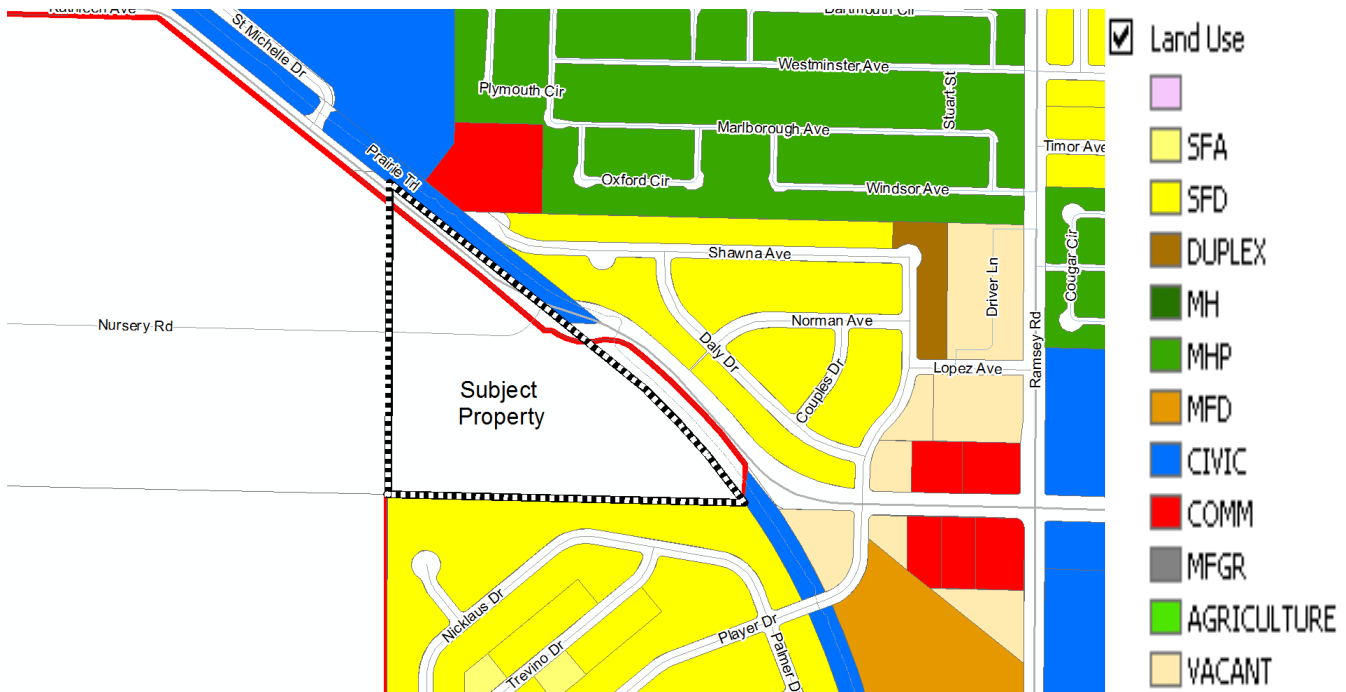 Kathrech Ave
St Michelle Dr
Dartmouth Cir
Westminster Ave
Plymouth Cir
Stuart St
Marlborough Ave
Timor Ave
Prairie Trl
Oxford Cir
Windsor Ave
Shawna Ave
Driver Ln
Cougar Cir
Nursery Rd
Norman Ave
Daly Dr
Ramsey Rd
Lopez Ave
Couples Dr
Subject
Property
Nicklaus Dr
Trevino Dr
Player Dr
Palmer D
Land Use
SFA
SFD
DUPLEX
MH
MHP
MFD
CIVIC
COMM
MFGR
AGRICULTURE
VACANT